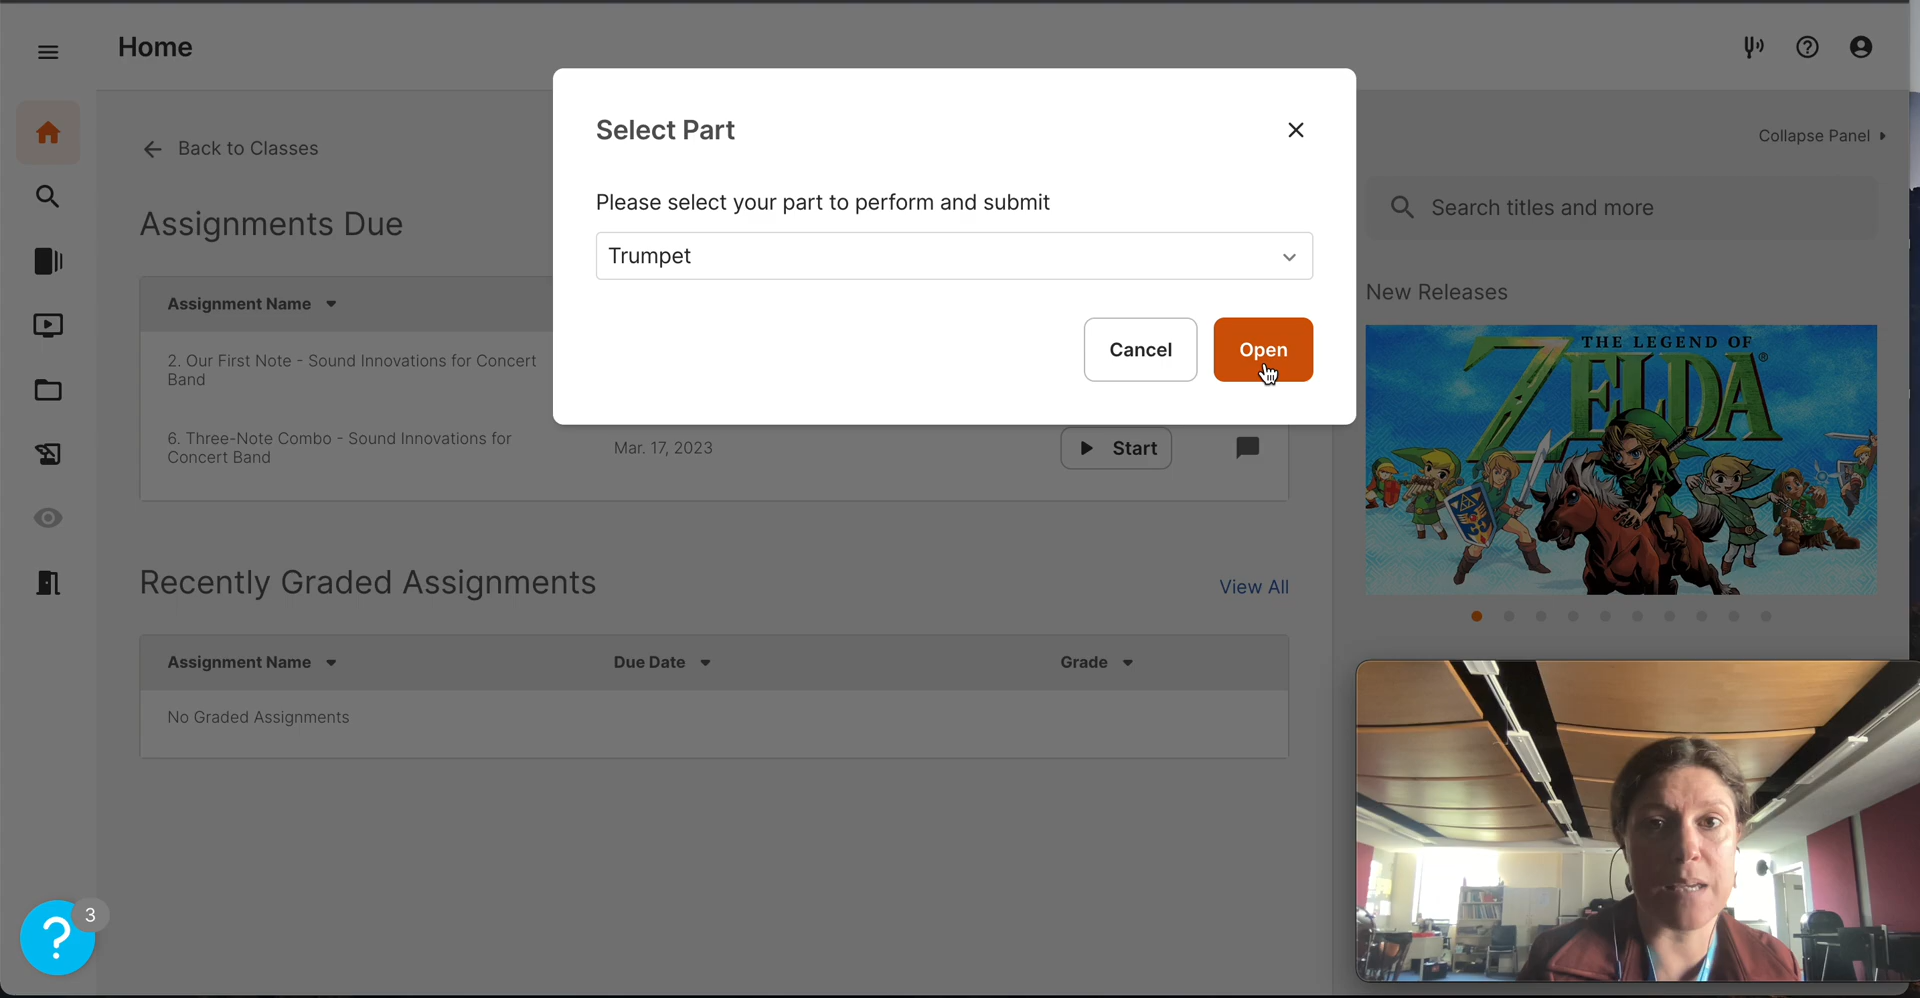 Home
Select Part
Please select your part to perform and submit
Trumpet
Cancel
Open
Back to Classes
Collapse Panel
Assignments Due
Search titles and more
New Releases
THE LEGEND OF
ZELDA®
Assignment Name
2. Our First Note - Sound Innovations for Concert
Band
6. Three-Note Combo - Sound Innovations for
Concert Band
Mar. 17, 2023
Start
Recently Graded Assignments
View All
Assignment Name
Due Date
Grade
No Graded Assignments
?
3